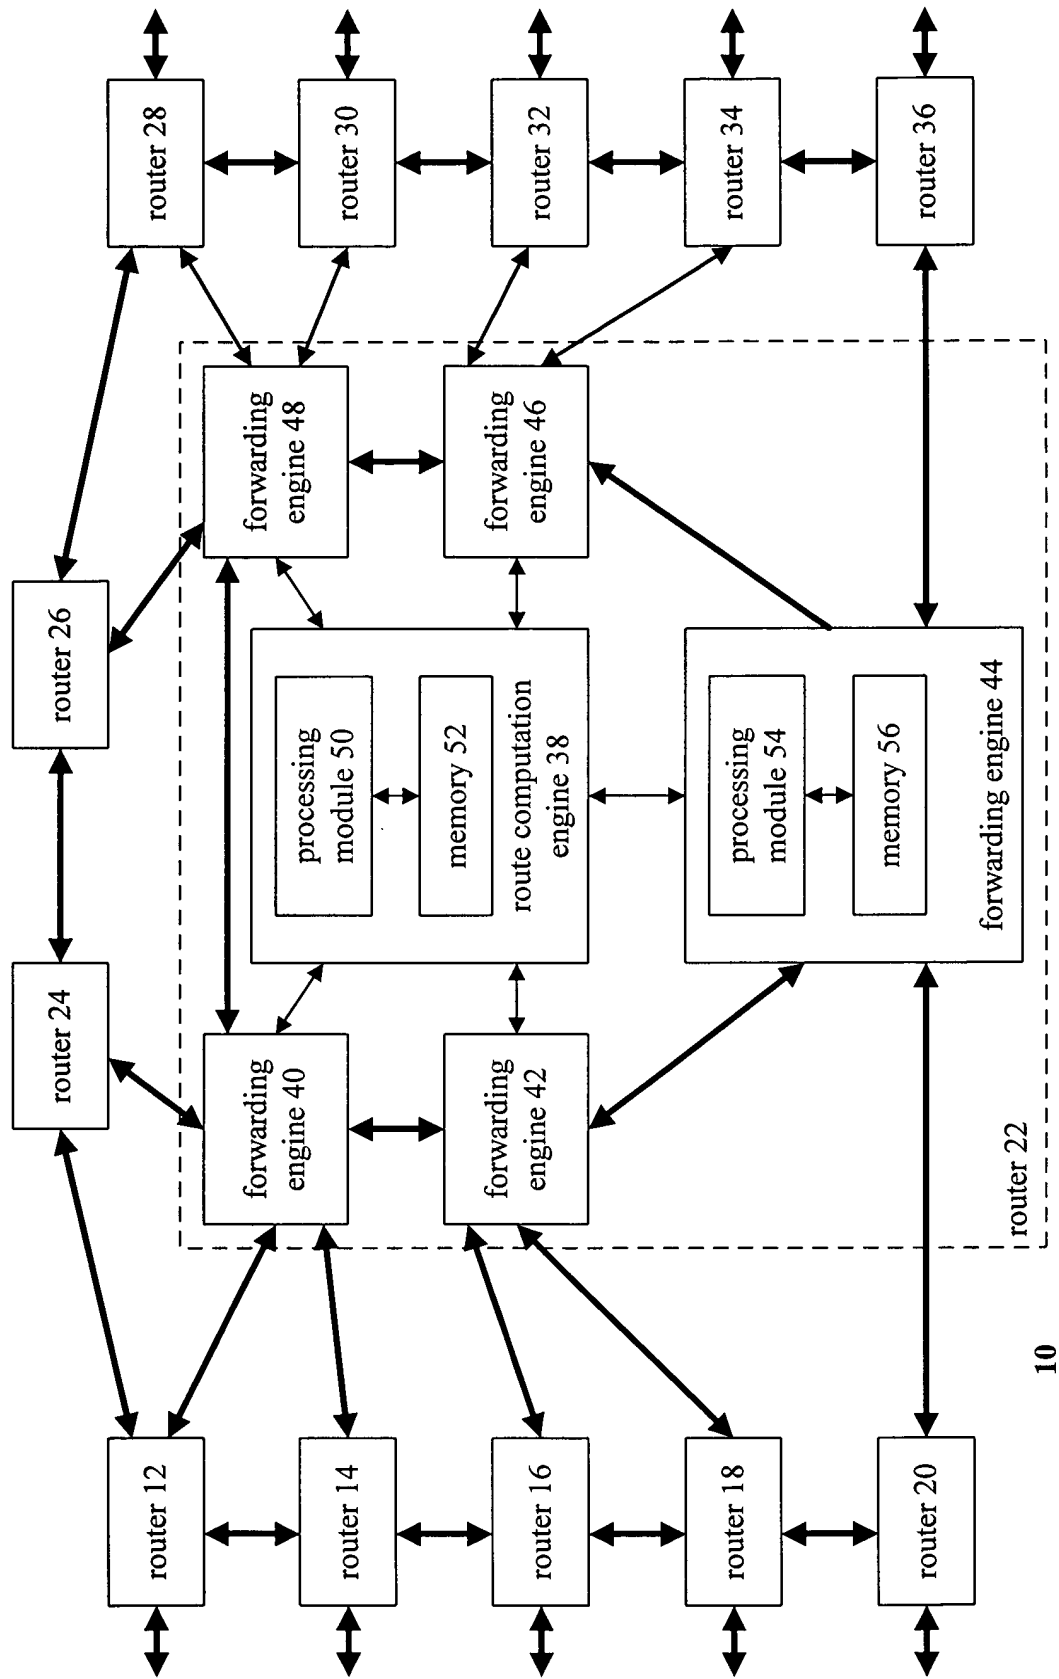 router 24
router 26
router 12
router 28
forwarding
engine 40
forwarding
engine 48
processing
module 50
router 14
router 30
memory 52
forwarding
engine 42
route computation
engine 38
forwarding
engine 46
router 16
router 32
router 18
router 34
processing
module 54
memory 56
router 20
router 36
forwarding engine 44
router 22
10